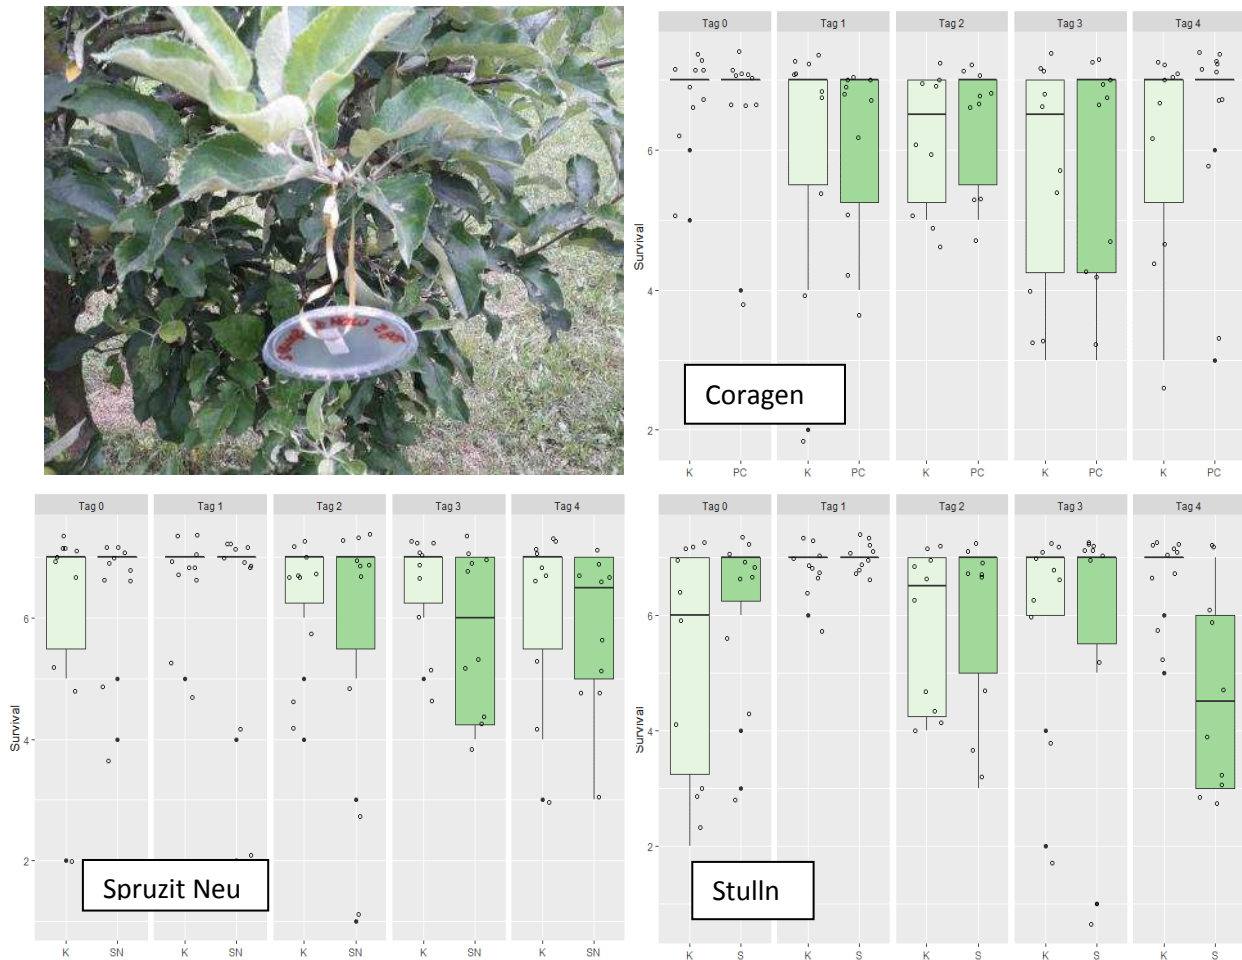 Tag 0 Tag 1 Tag 2 Tag 3 Tag 4
Survival
6
4
2
Coragen
K PC K PC K PC K PC K PC
Tag 0 Tag 1 Tag 2 Tag 3 Tag 4
Survival
6
4
2
Spruzit Neu
K SN K SN K SN K SN K SN
Tag 0 Tag 1 Tag 2 Tag 3 Tag 4
Survival
6
4
2
Stulln
K S K S K S K S K S